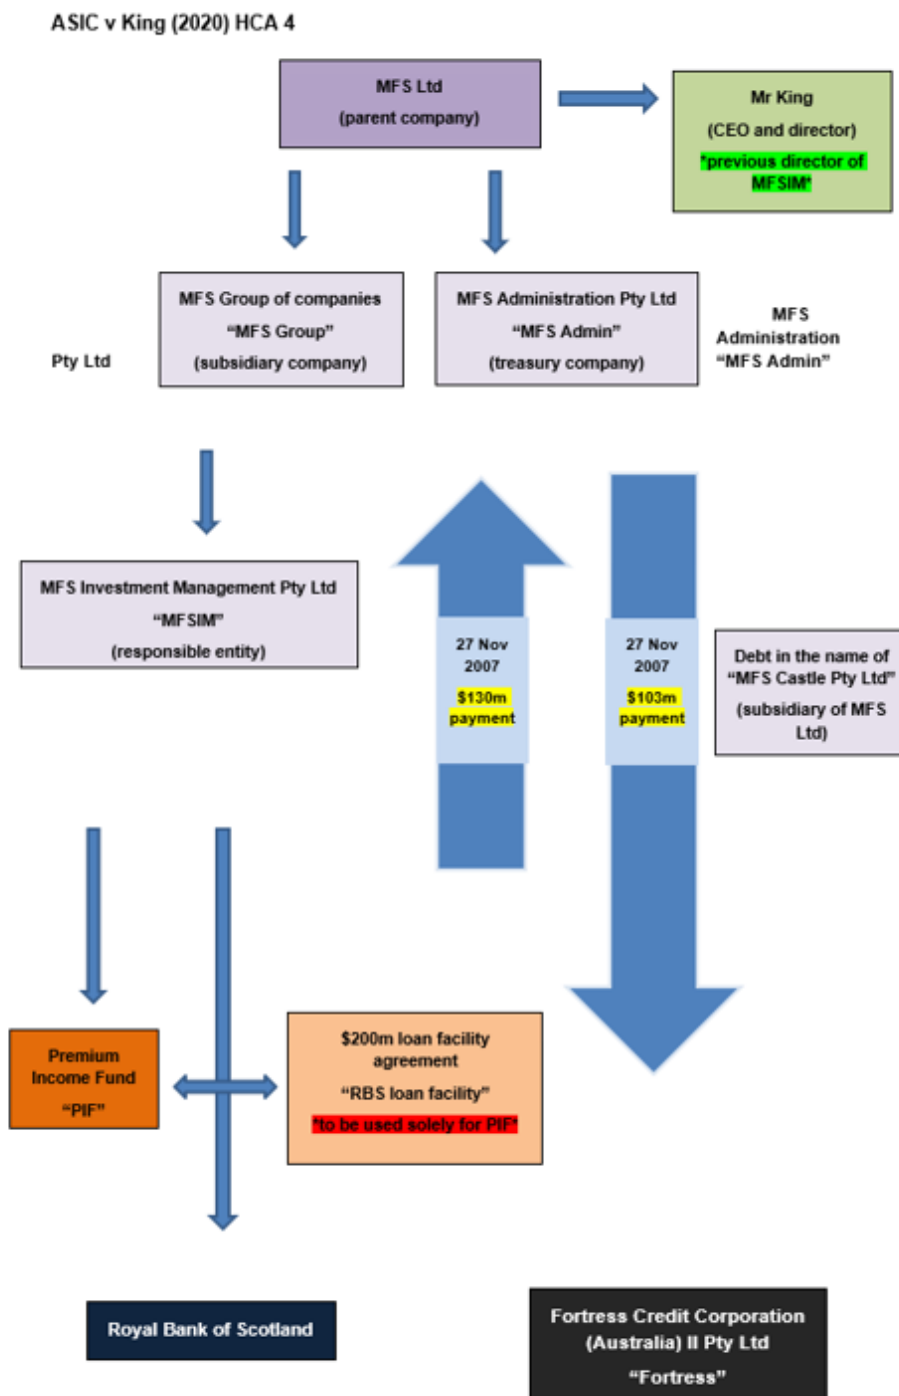 ASIC v King (2020) HCA 4
MFS Ltd
(parent company)
Mr King
(CEO and director)
*previous director of
MFSIM*
MFS Group of companies
“MFS Group”
(subsidiary company)
MFS Administration Pty Ltd
“MFS Admin”
(treasury company)
MFS
Administration
“MFS Admin”
Pty Ltd
MFS Investment Management Pty Ltd
“MFSIM”
(responsible entity)
27 Nov
2007
$130m
payment
27 Nov
2007
$103m
payment
Debt in the name of
“MFS Castle Pty Ltd”
(subsidiary of MFS
Ltd)
Premium
Income Fund
“PIF”
$200m loan facility
agreement
“RBS loan facility”
*to be used solely for PIF*
Royal Bank of Scotland
Fortress Credit Corporation
(Australia) II Pty Ltd
“Fortress”